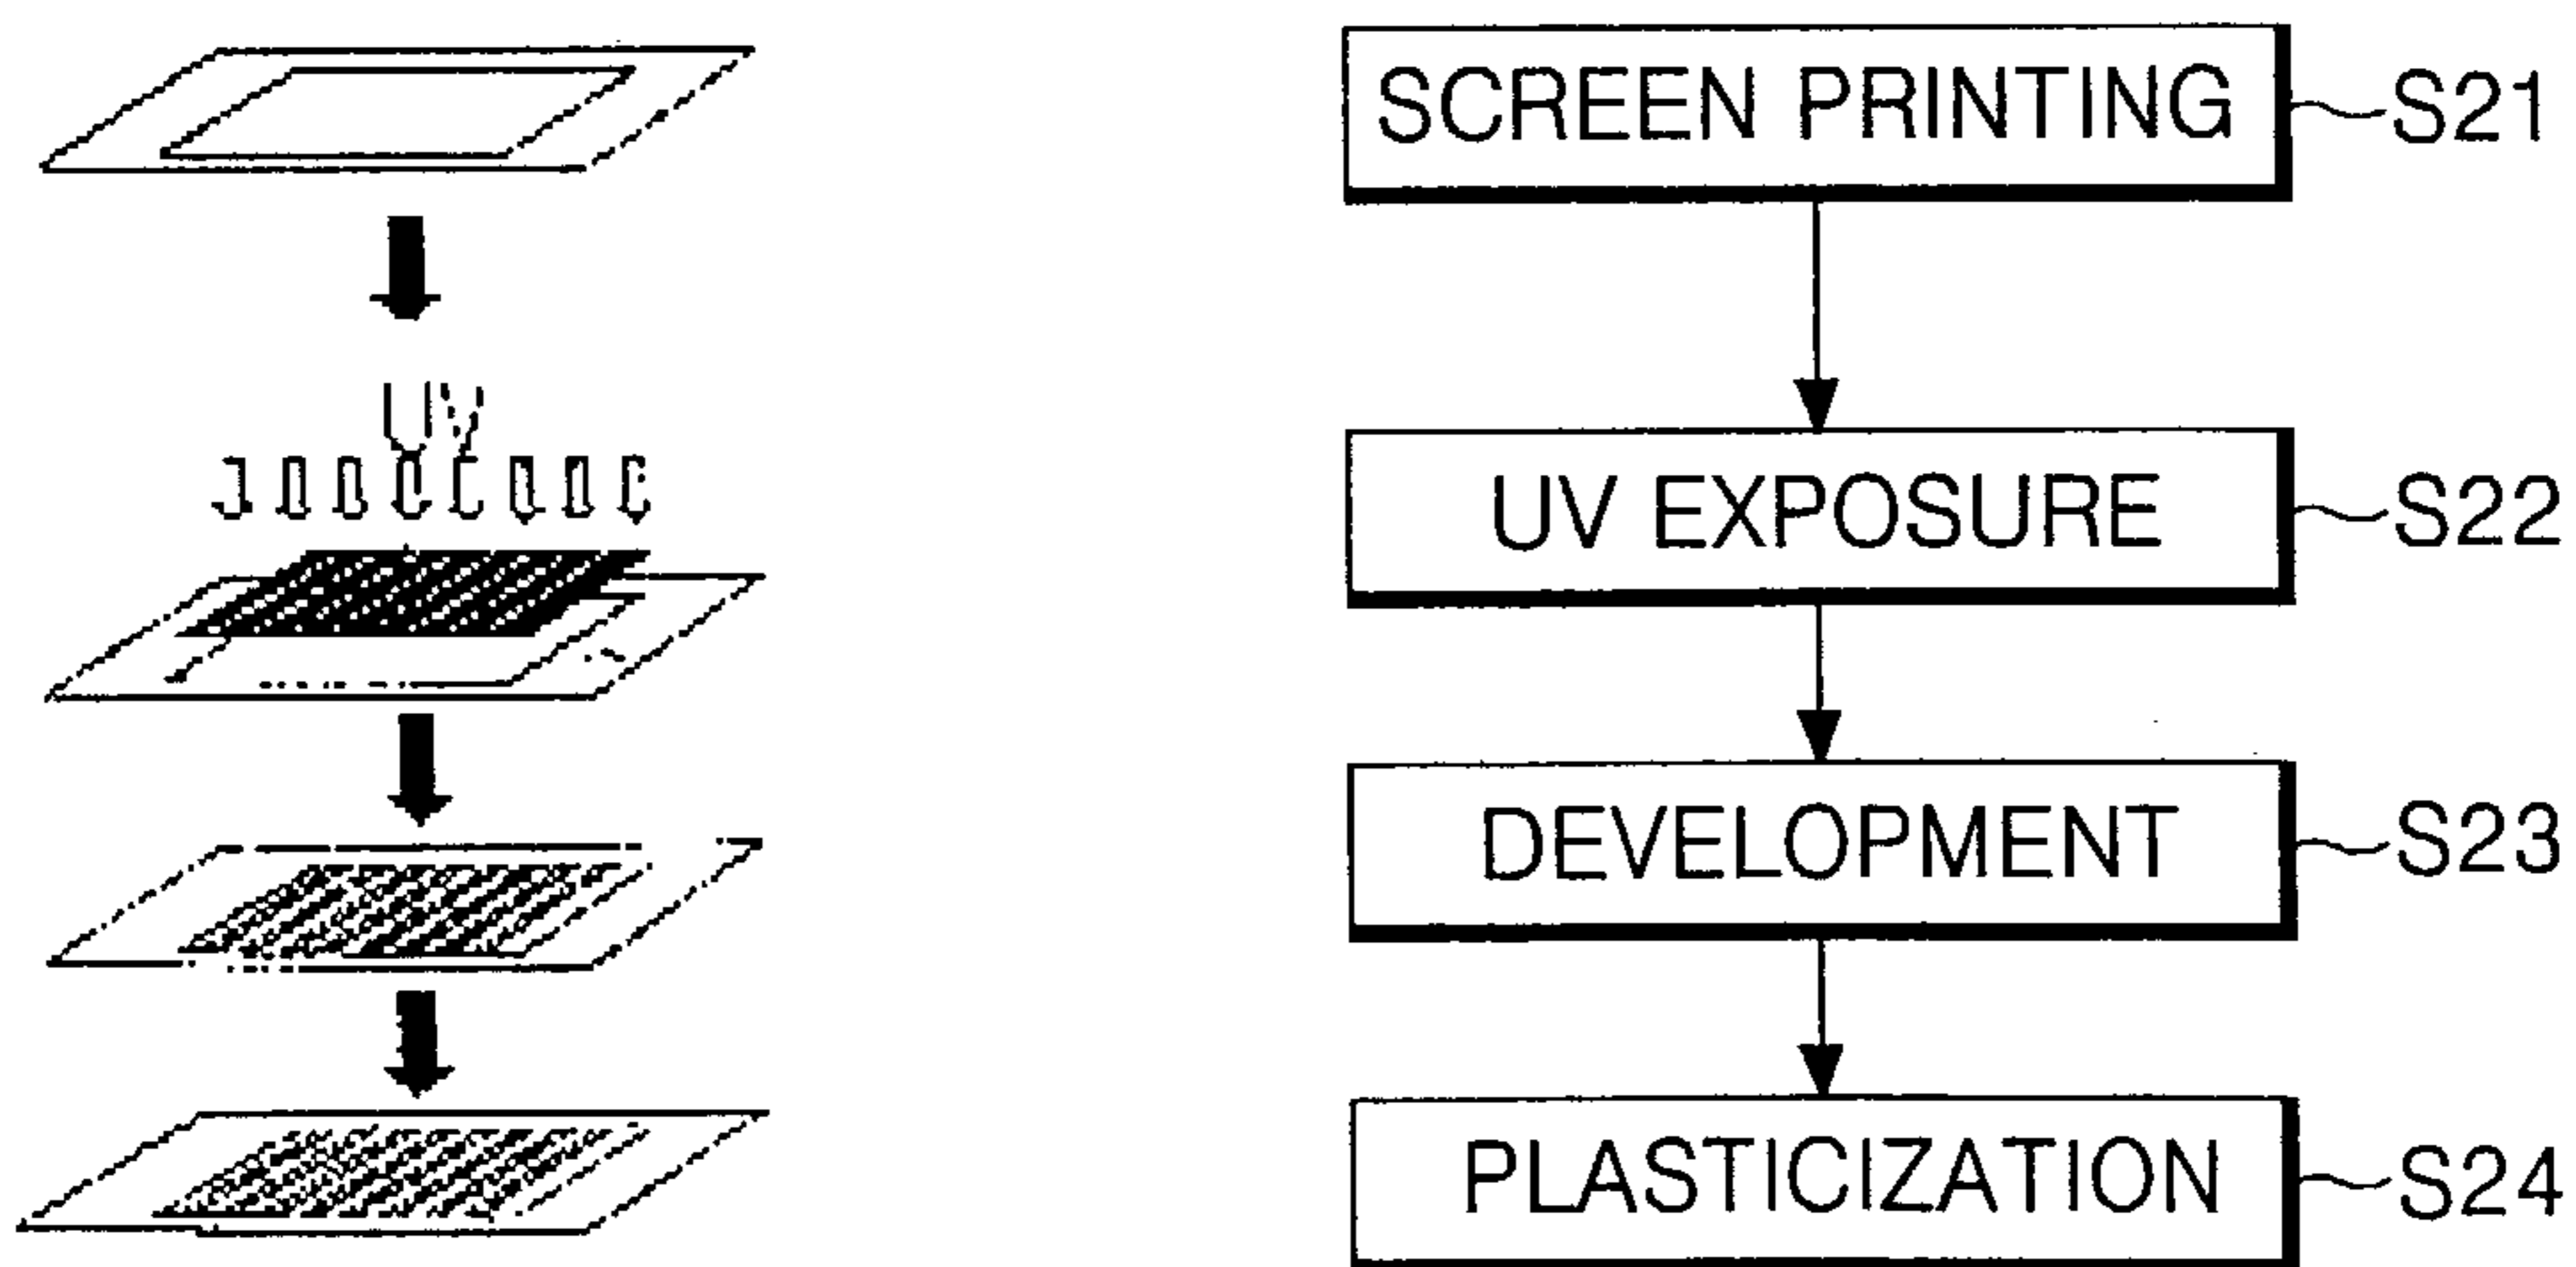 SCREEN PRINTING S21
UV
UV EXPOSURE S22
DEVELOPMENT S23
PLASTICIZATION S24